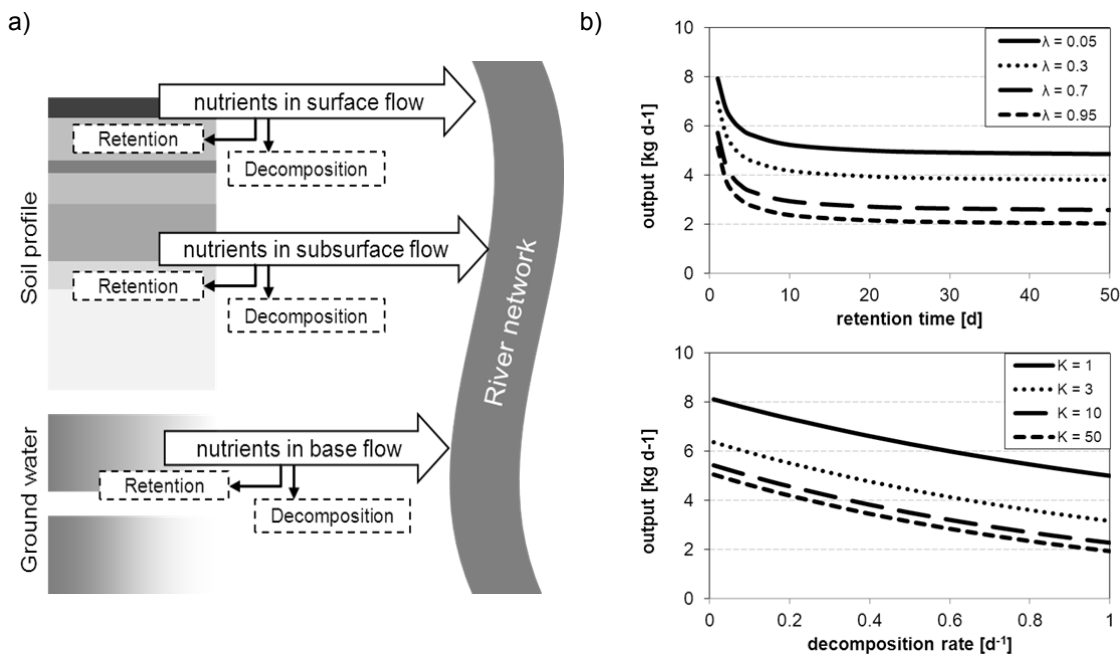 a)
nutrients in surface flow
Retention
Decomposition
nutrients in subsurface flow
Retention
Decomposition
Soil profile
nutrients in base flow
Retention
Decomposition
Ground water
River network
b)
10
8
6
4
2
0
output [kg d-1]
λ = 0.05
λ = 0.3
λ = 0.7
λ = 0.95
0 10 20 30 40 50
retention time [d]
10
8
6
4
2
0
output [kg d-1]
K = 1
K = 3
K = 10
K = 50
0 0.2 0.4 0.6 0.8 1
decomposition rate [d⁻¹]